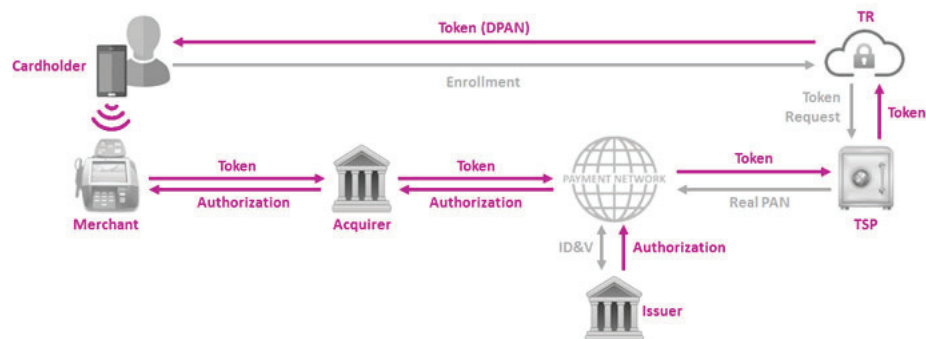 Token (DPAN)
TR
Cardholder
Enrollment
Token
Request
Token
Token
Token
Token
PAYMENT NETWORK
Authorization
Authorization
Real PAN
Merchant
Acquirer
TSP
ID&V
Authorization
Issuer